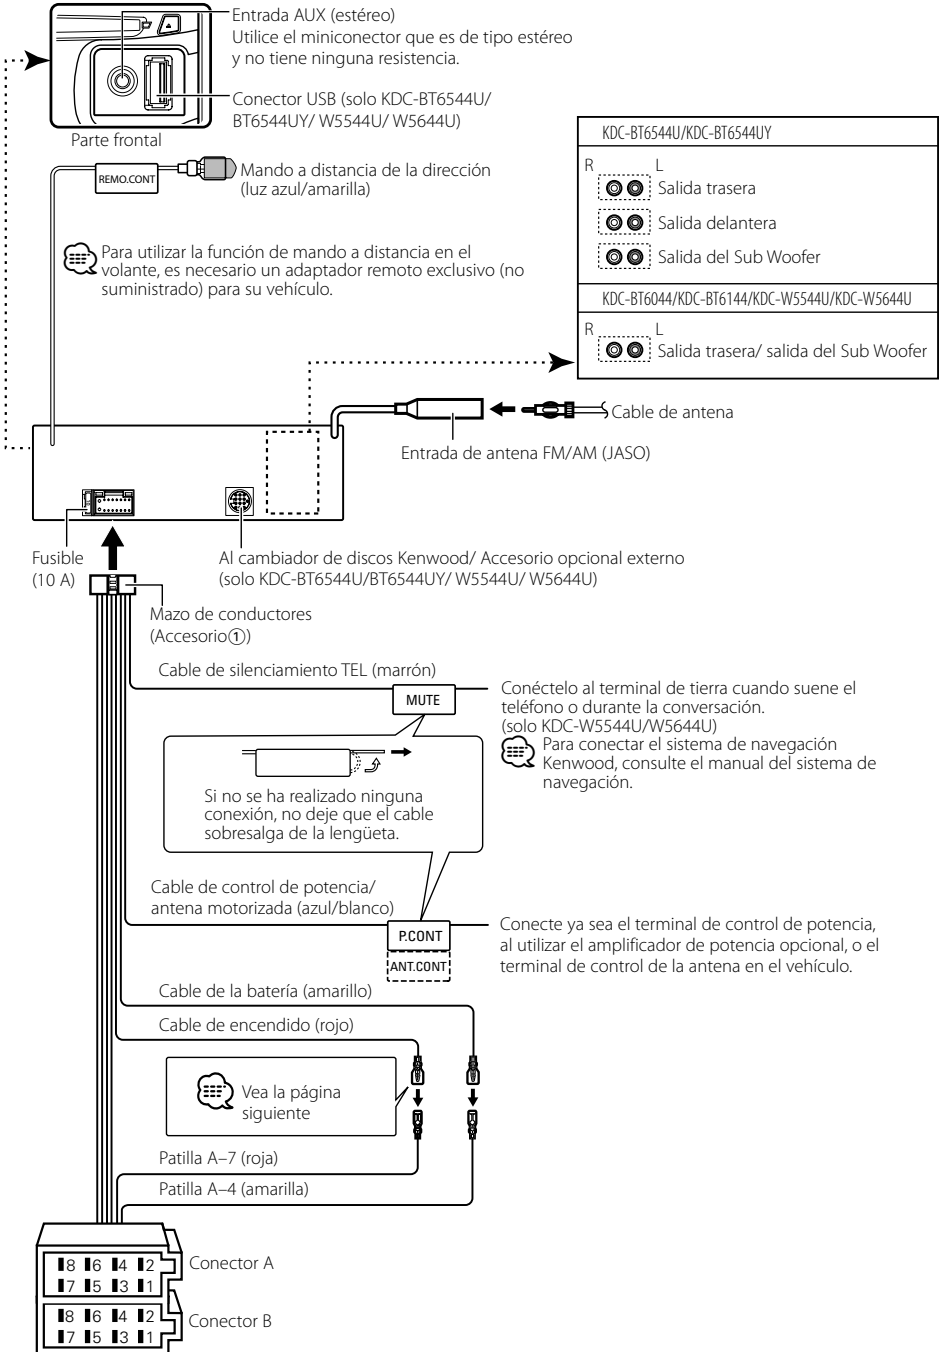 Entrada AUX (estéreo)
Utilice el miniconector que es de tipo estéreo
y no tiene ninguna resistencia.
Conector USB (solo KDC-BT6544U/
BT6544UY/ W5544U/ W5644U)
Parte frontal
REMO.CONT
Mando a distancia de la dirección
(luz azul/amarilla)
Para utilizar la función de mando a distancia en el
volante, es necesario un adaptador remoto exclusivo (no
suministrado) para su vehículo.
KDC-BT6544U/KDC-BT6544UY
R L
Salida trasera
Salida delantera
Salida del Sub Woofer
KDC-BT6044/KDC-BT6144/KDC-W5544U/KDC-W5644U
R L
Salida trasera/ salida del Sub Woofer
Cable de antena
Entrada de antena FM/AM (JASO)
Fusible
(10 A)
Al cambiador de discos Kenwood/ Accesorio opcional externo
(solo KDC-BT6544U/BT6544UY/ W5544U/ W5644U)
Mazo de conductores
(Accesorio①)
Cable de silenciamiento TEL (marrón)
MUTE
Conéctelo al terminal de tierra cuando suene el
teléfono o durante la conversación.
(solo KDC-W5544U/W5644U)
Para conectar el sistema de navegación
Kenwood, consulte el manual del sistema de
navegación.
Si no se ha realizado ninguna
conexión, no deje que el cable
sobresalga de la lengüeta.
Cable de control de potencia/
antena motorizada (azul/blanco)
P.CONT
ANT.CONT
Conecte ya sea el terminal de control de potencia,
al utilizar el amplificador de potencia opcional, o el
terminal de control de la antena en el vehículo.
Cable de la batería (amarillo)
Cable de encendido (rojo)
Vea la página
siguiente
Patilla A–7 (roja)
Patilla A–4 (amarilla)
8 6 4 2
7 5 3 1
Conector A
8 6 4 2
7 5 3 1
Conector B